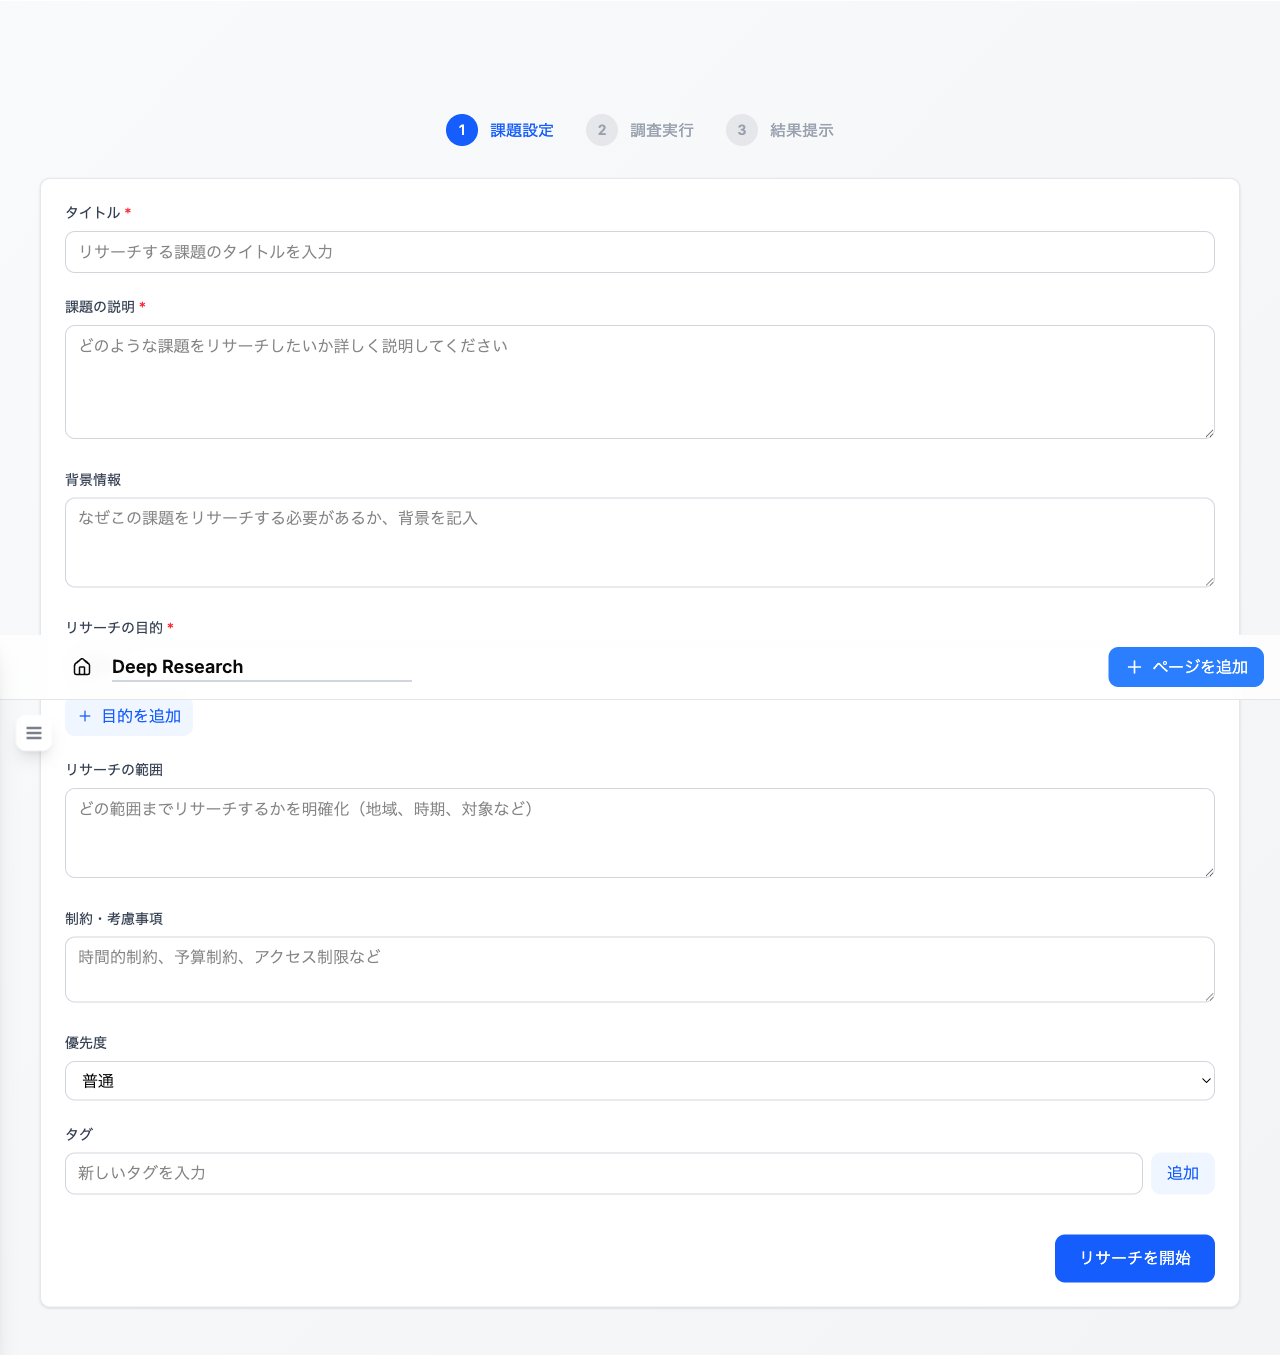 1 課題設定 2 調査実行 3 結果提示
タイトル *
リサーチする課題のタイトルを入力
課題の説明 *
どのような課題をリサーチしたいか詳しく説明してください
背景情報
なぜこの課題をリサーチする必要があるか、背景を記入
リサーチの目的 *
Deep Research
+ ページを追加
+ 目的を追加
リサーチの範囲
どの範囲までリサーチするかを明確化（地域、時期、対象など）
制約・考慮事項
時間的制約、予算制約、アクセス制限など
優先度
普通
タグ
新しいタグを入力
追加
リサーチを開始